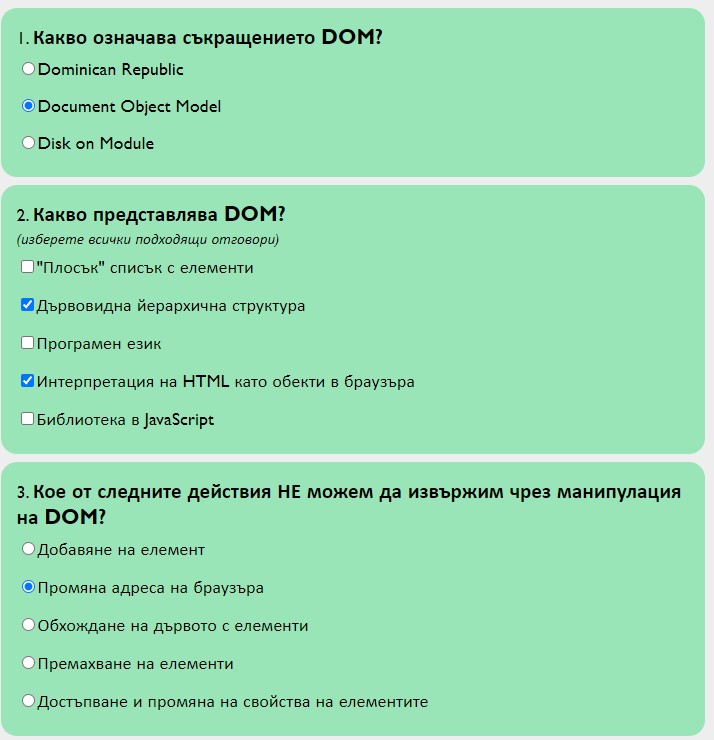 1. Какво означава съкращението DOM?
Dominican Republic
Document Object Model
Disk on Module
2. Какво представлява DOM?
(изберете всички подходящи отговори)
"Плосък" списък с елементи
Дървовидна йерархична структура
Програмен език
Интерпретация на HTML като обекти в браузъра
Библиотека в JavaScript
3. Кое от следните действия НЕ можем да извържим чрез манипулация
на DOM?
Добавяне на елемент
Промяна адреса на браузъра
Обхождане на дървото с елементи
Премахване на елементи
Достъпване и промяна на свойства на елементите